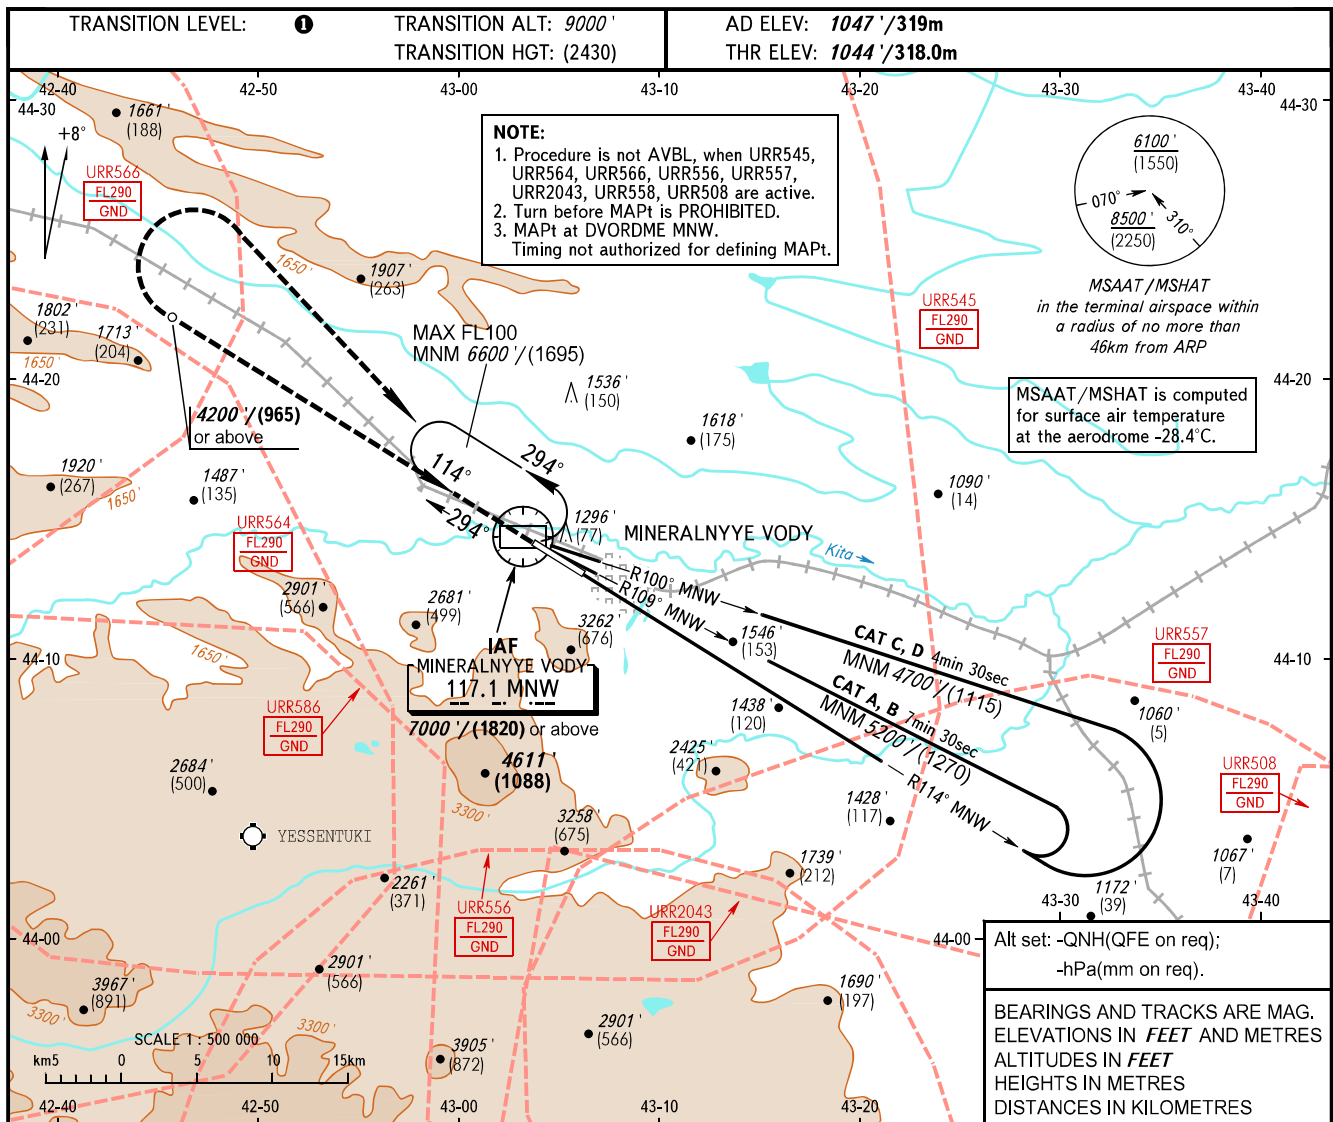 TRANSITION LEVEL: 1 TRANSITION ALT: 9000'
TRANSITION HGT: (2430)
AD ELEV: 1047'/319m
THR ELEV: 1044'/318.0m
42-40 42-50 43-00 43-10 43-20 43-30 43-40
44-30 44-30
+8°
1661'
(188)
URR566
FL290
GND
NOTE:
1. Procedure is not AVBL, when URR545,
URR564, URR566, URR556, URR557,
URR2043, URR558, URR508 are active.
2. Turn before MAPt is PROHIBITED.
3. MAPt at DVORDME MNW.
Timing not authorized for defining MAPt.
6100'
(1550)
070°
8500'
(2250)
310°
MSAAT/MSHAT
in the terminal airspace within
a radius of no more than
46km from ARP
1650'
1907'
(263)
1802'
(231)
1713'
(204)
1650'
URR545
FL290
GND
MAX FL100
MNM 6600'/(1695)
1536'
(150)
44-20 44-20
MSAAT/MSHAT is computed
for surface air temperature
at the aerodrome -28.4°C.
4200'/(965)
or above
1618'
(175)
294°
114°
294°
1920'
(267)
1650'
1487'
(135)
1090'
(14)
URR564
FL290
GND
1296'
(77)
MINERALNYYE VODY
Kita
R100° MNW
R109° MNW
2901'
(566)
2681'
(499)
3262'
(676)
1546'
(153)
IAF
MINERALNYYE VODY
117.1 MNW
7000'/(1820) or above
CAT C, D 4min 30sec
MNM 4700'/(1115)
CAT A, B 7min 30sec
MNM 5200'/(1270)
URR557
FL290
GND
44-10 44-10
1650'
URR586
FL290
GND
1438'
(120)
1060'
(5)
4611'
(1088)
2425'
(421)
R114° MNW
2684'
(500)
3300'
URR508
FL290
GND
1428'
(117)
YESSENTUKI
3258'
(675)
1067'
(7)
1739'
(212)
2261'
(371)
URR556
FL290
GND
URR2043
FL290
GND
1172'
(39)
43-30 43-40
44-00 44-00
Alt set: -QNH(QFE on req);
-hPa(mm on req).
2901'
(566)
3967'
(891)
3300'
3300'
1690'
(197)
2901'
(566)
3905'
(872)
SCALE 1 : 500 000
km5 0 5 10 15km
BEARINGS AND TRACKS ARE MAG.
ELEVATIONS IN FEET AND METRES
ALTITUDES IN FEET
HEIGHTS IN METRES
DISTANCES IN KILOMETRES
42-40 42-50 43-00 43-10 43-20